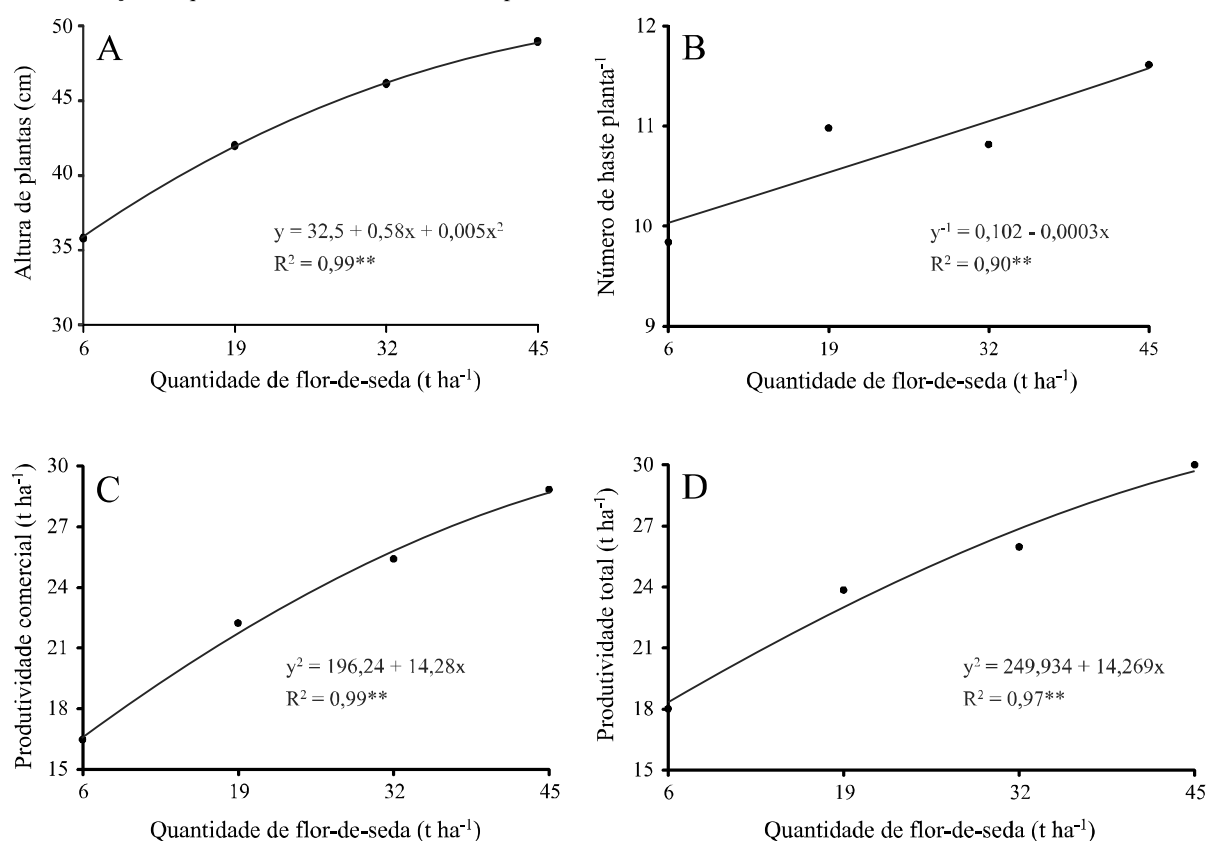 A
Altura de plantas (cm)
50
45
40
35
30
y = 32,5 + 0,58x + 0,005x²
R² = 0,99**
6 19 32 45
Quantidade de flor-de-seda (t ha⁻¹)
B
Número de haste planta⁻¹
12
11
10
9
y⁻¹ = 0,102 - 0,0003x
R² = 0,90**
6 19 32 45
Quantidade de flor-de-seda (t ha⁻¹)
C
Produtividade comercial (t ha⁻¹)
30
27
24
21
18
15
y² = 196,24 + 14,28x
R² = 0,99**
6 19 32 45
Quantidade de flor-de-seda (t ha⁻¹)
D
Produtividade total (t ha⁻¹)
30
27
24
21
18
15
y² = 249,934 + 14,269x
R² = 0,97**
6 19 32 45
Quantidade de flor-de-seda (t ha⁻¹)